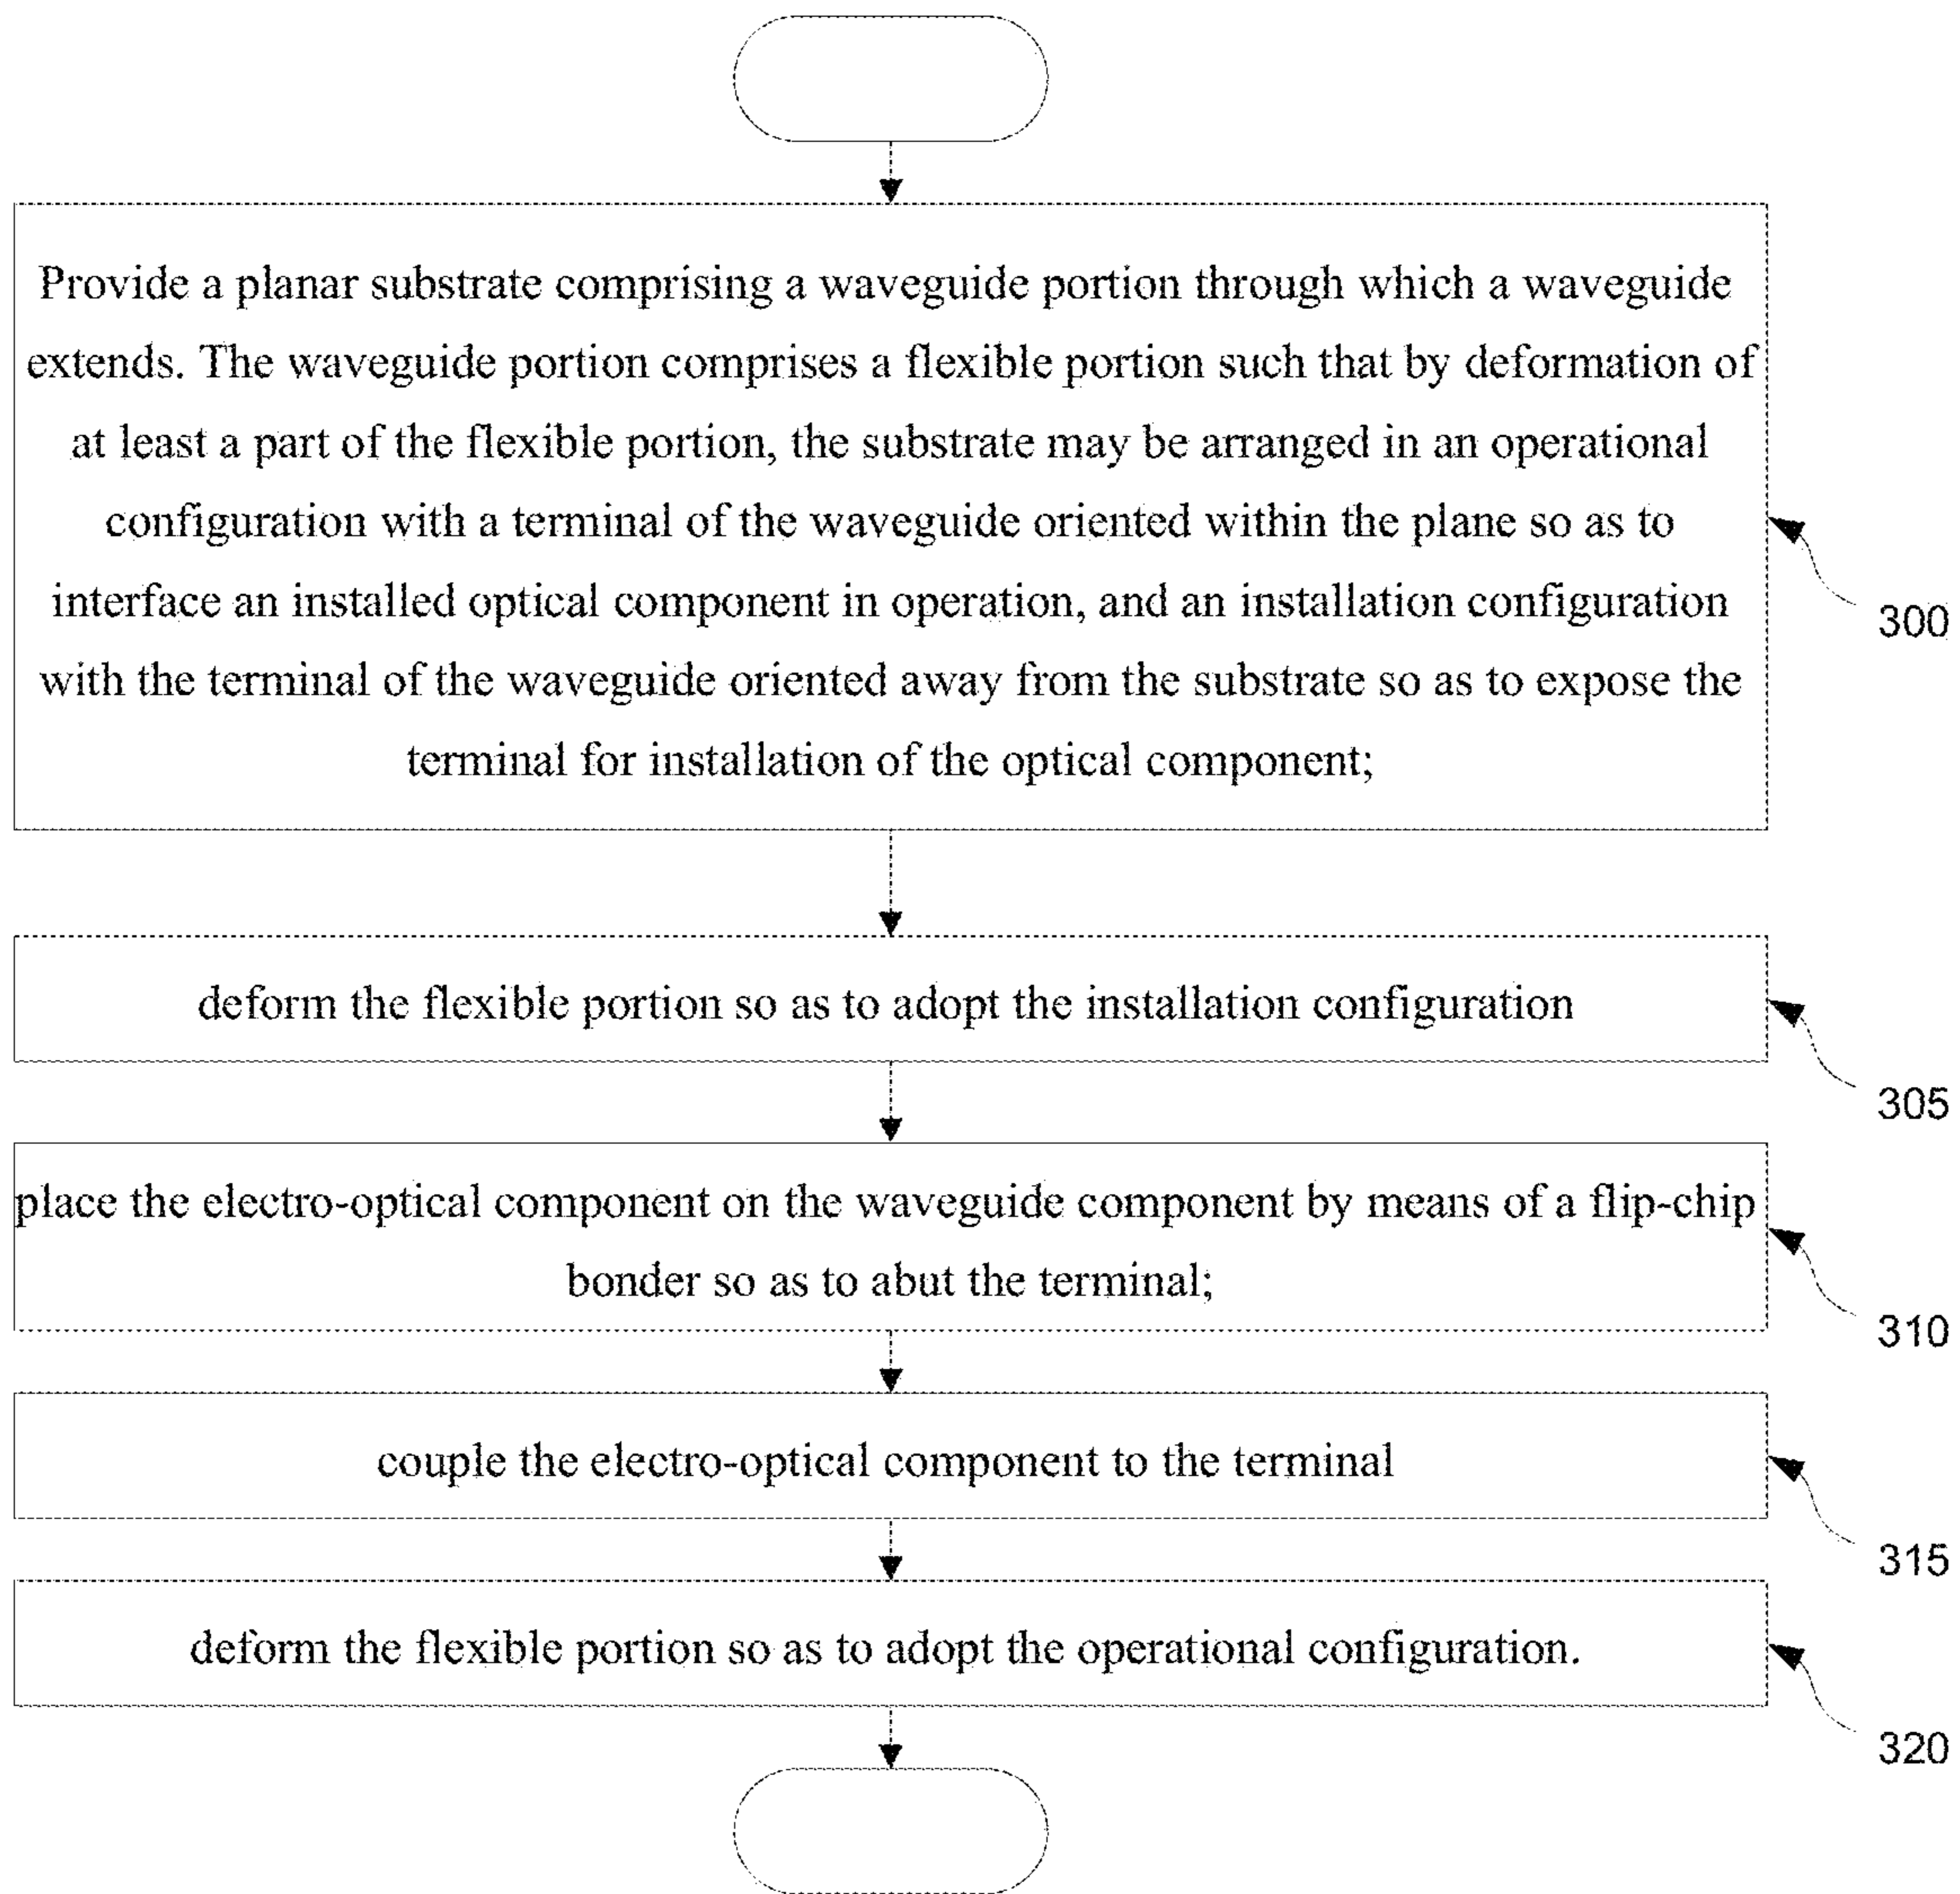 Provide a planar substrate comprising a waveguide portion through which a waveguide
extends. The waveguide portion comprises a flexible portion such that by deformation of
at least a part of the flexible portion, the substrate may be arranged in an operational
configuration with a terminal of the waveguide oriented within the plane so as to
interface an installed optical component in operation, and an installation configuration
with the terminal of the waveguide oriented away from the substrate so as to expose the
terminal for installation of the optical component;
300
deform the flexible portion so as to adopt the installation configuration
305
place the electro-optical component on the waveguide component by means of a flip-chip
bonder so as to abut the terminal;
310
couple the electro-optical component to the terminal
315
deform the flexible portion so as to adopt the operational configuration.
320